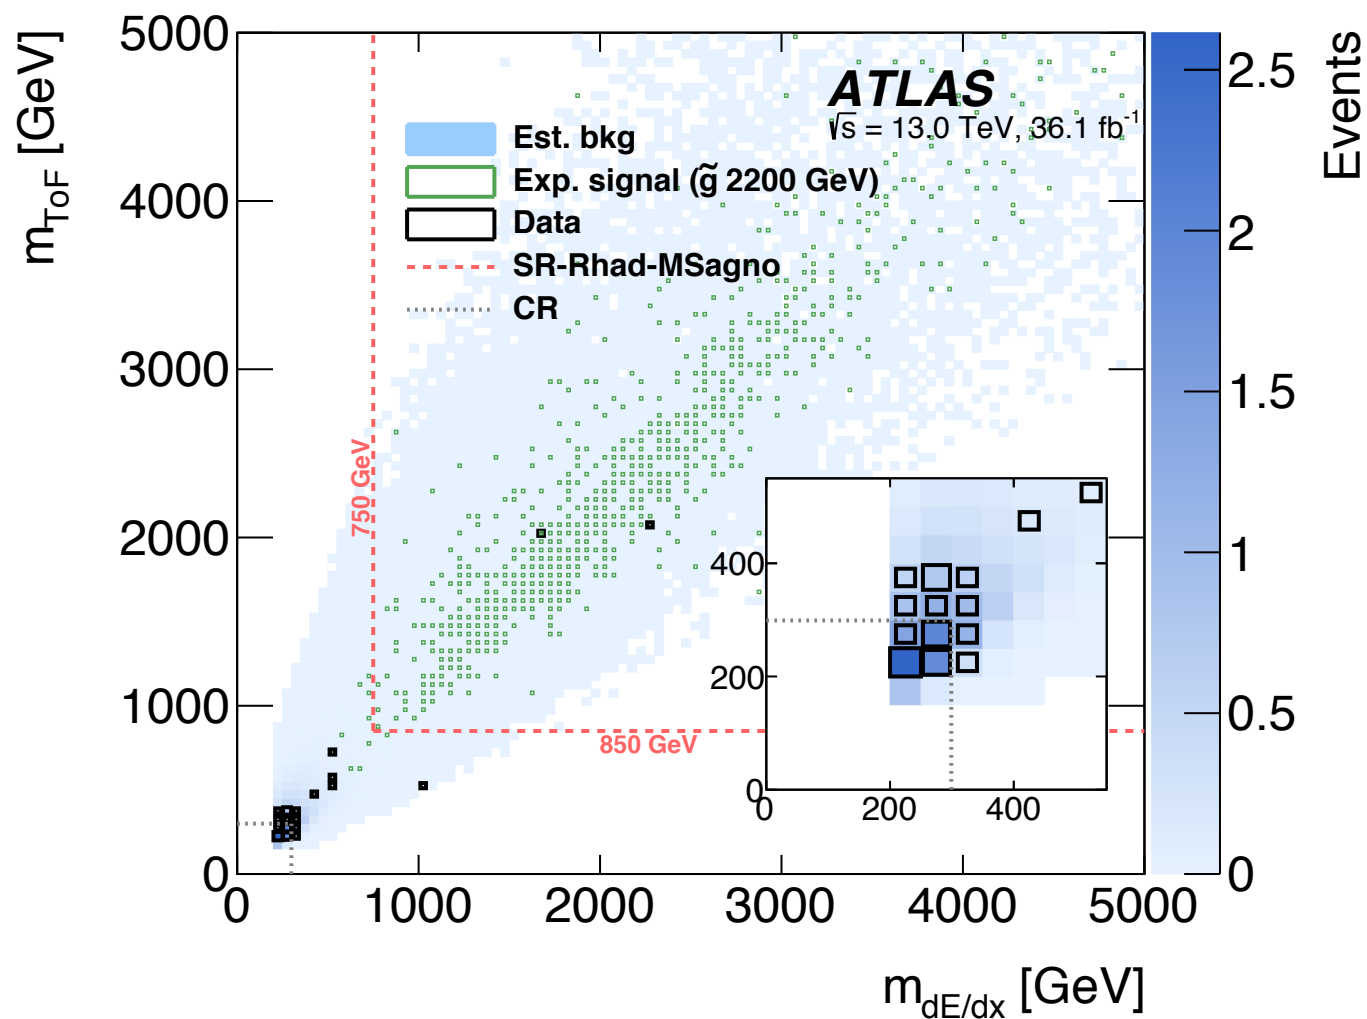 m_ToF [GeV]
5000
4000
3000
2000
1000
0
ATLAS
√s = 13.0 TeV, 36.1 fb⁻¹
Est. bkg
Exp. signal (g̃ 2200 GeV)
Data
SR-Rhad-MSagno
CR
750 GeV
850 GeV
400
200
0
0 200 400
0 1000 2000 3000 4000 5000
m_dE/dx [GeV]
Events
2.5
2
1.5
1
0.5
0